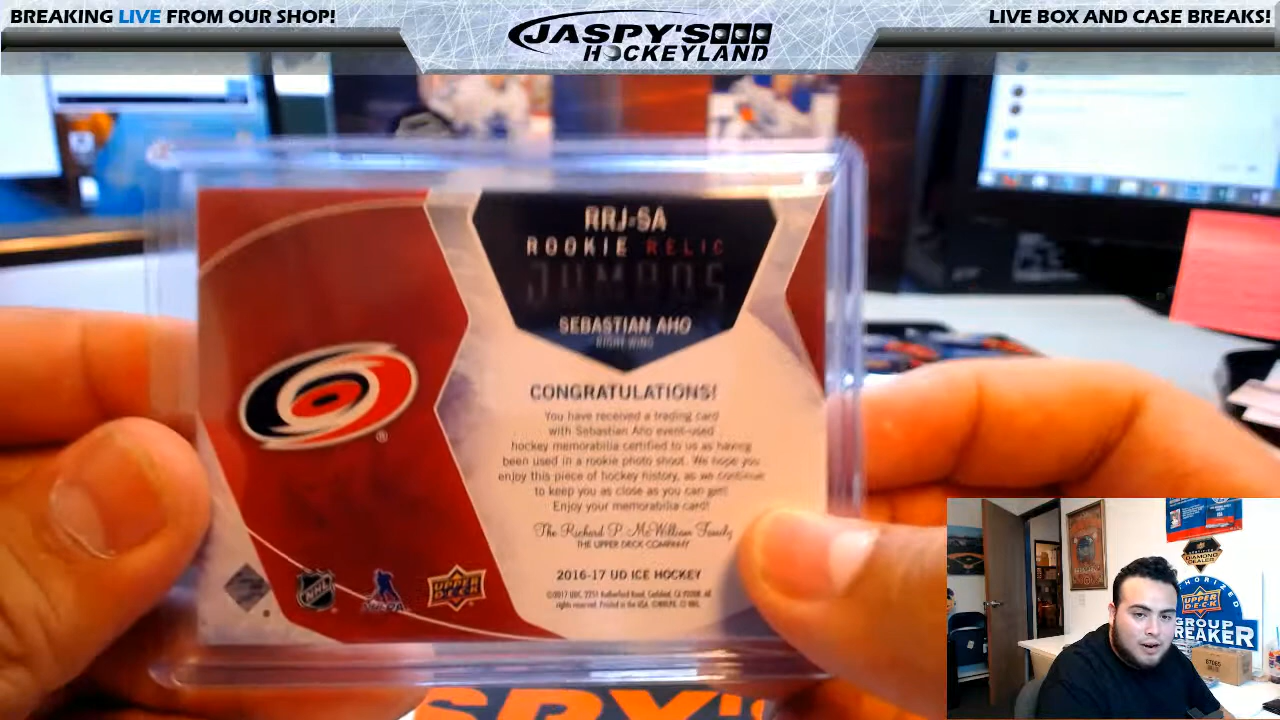 BREAKING LIVE FROM OUR SHOP!
JASPY'S
HOCKEYLAND
LIVE BOX AND CASE BREAKS!
RRJ-SA
ROOKIE RELIC
JUMBOS
SEBASTIAN AHO
RIGHT WING
CONGRATULATIONS!
You have received a trading card
with Sebastian Aho event-used
hockey memorabilia certified to us as having
been used in a rookie photo shoot. We hope you
enjoy this piece of hockey history, as we continue
to keep you as close as you can get!
Enjoy your memorabilia card!
The Richard P. McWilliam Family
THE UPPER DECK COMPANY
2016-17 UD ICE HOCKEY
NHL
UPPER
DECK
JASPY'S
DIAMOND
DEALER
AUTHORIZED
UPPER
DECK
GROUP
BREAKER